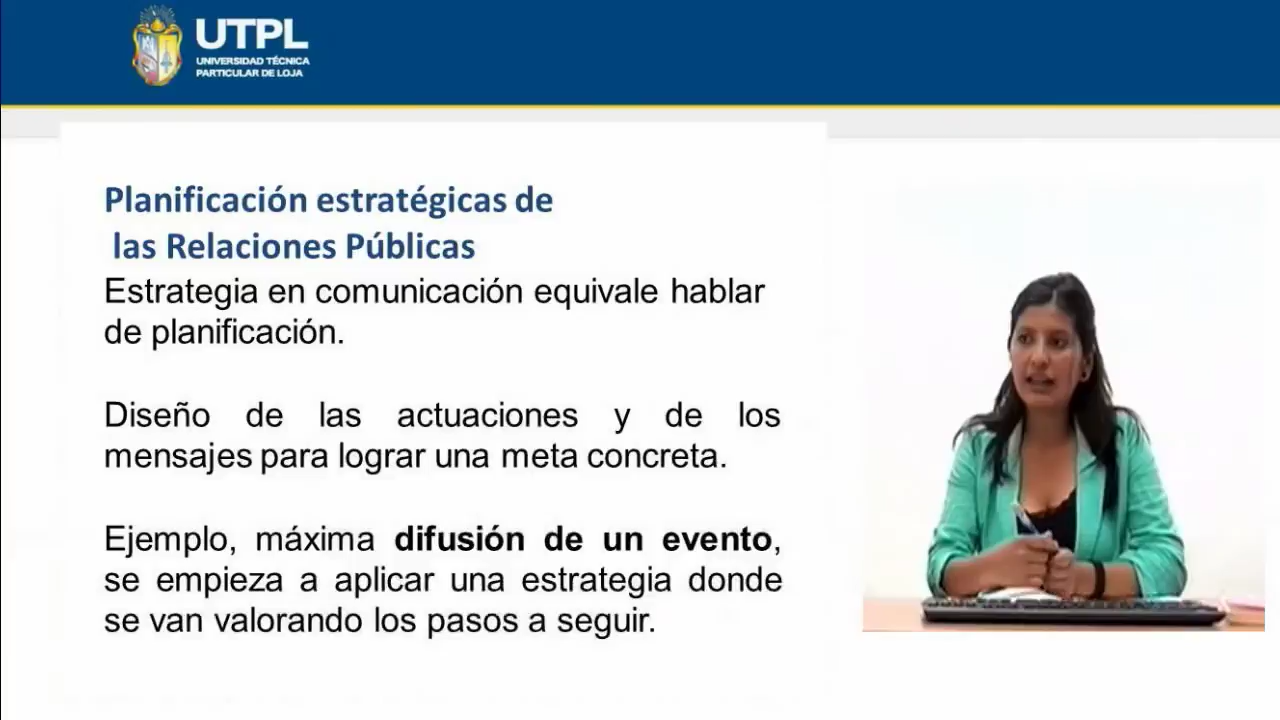 UTPL
UNIVERSIDAD TÉCNICA
PARTICULAR DE LOJA
Planificación estratégicas de
las Relaciones Públicas
Estrategia en comunicación equivale hablar
de planificación.
Diseño de las actuaciones y de los
mensajes para lograr una meta concreta.
Ejemplo, máxima difusión de un evento,
se empieza a aplicar una estrategia donde
se van valorando los pasos a seguir.